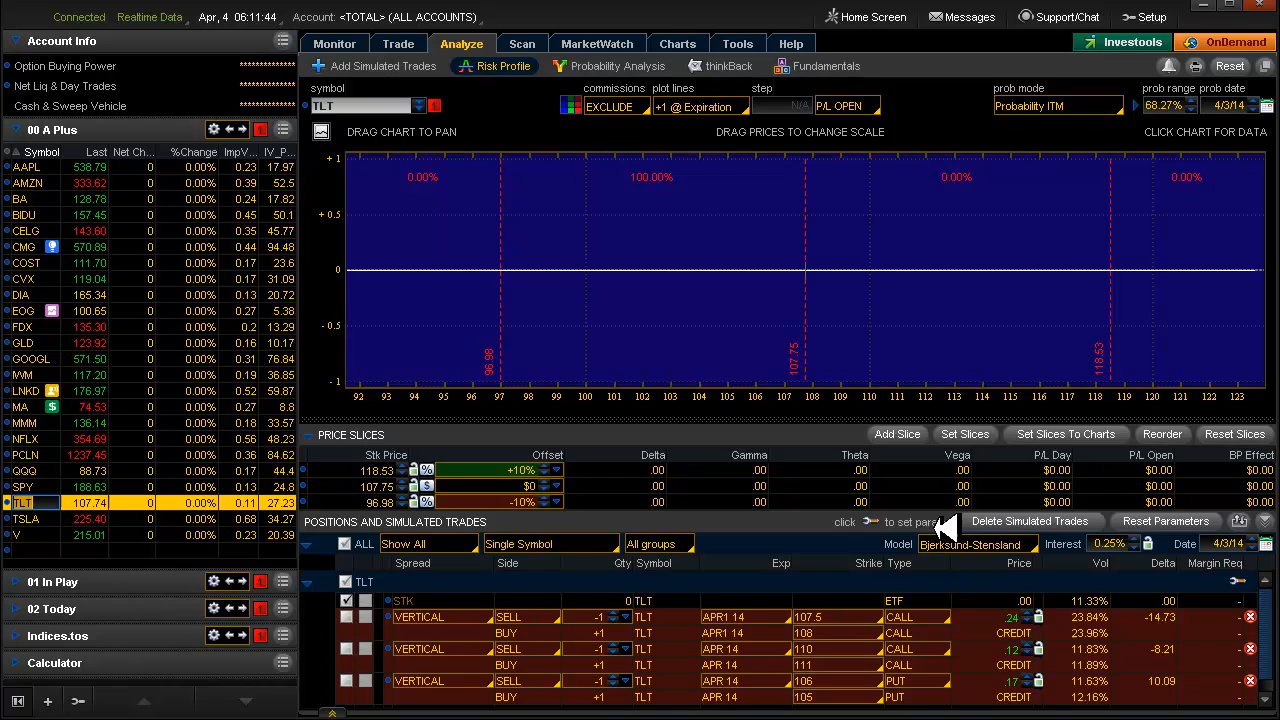 Connected Realtime Data Apr, 4 06:11:44 Account: <TOTAL> (ALL ACCOUNTS) Home Screen Messages Support/Chat Setup
Account Info
Option Buying Power ***************
Net Liq & Day Trades ***************
Cash & Sweep Vehicle ***************
00 A Plus 1
Symbol Last Net Ch... %Change ImpV... IV_P...
AAPL 538.79 0 0.00% 0.23 17.97
AMZN 333.62 0 0.00% 0.39 52.5
BA 128.78 0 0.00% 0.24 17.82
BIDU 157.45 0 0.00% 0.45 50.1
CELG 143.60 0 0.00% 0.35 45.77
CMG 570.89 0 0.00% 0.44 94.48
COST 111.70 0 0.00% 0.17 23.6
CVX 119.04 0 0.00% 0.17 31.09
DIA 165.34 0 0.00% 0.13 20.72
EOG 100.65 0 0.00% 0.27 5.38
FDX 135.30 0 0.00% 0.2 13.29
GLD 123.92 0 0.00% 0.16 10.17
GOOGL 571.50 0 0.00% 0.31 76.84
IWM 117.20 0 0.00% 0.19 36.85
LNKD 176.97 0 0.00% 0.52 59.87
MA $ 74.53 0 0.00% 0.27 8.8
MMM 136.14 0 0.00% 0.18 33.57
NFLX 354.69 0 0.00% 0.56 48.23
PCLN 1237.45 0 0.00% 0.36 84.62
QQQ 88.73 0 0.00% 0.17 44.4
SPY 188.63 0 0.00% 0.13 24.8
TLT 107.74 0 0.00% 0.11 27.23
TSLA 225.40 0 0.00% 0.68 34.27
V 215.01 0 0.00% 0.23 20.39
01 In Play 1
02 Today 1
Indices.tos 1
Calculator
Monitor Trade Analyze Scan MarketWatch Charts Tools Help Investools OnDemand
Add Simulated Trades Risk Profile Probability Analysis thinkBack Fundamentals Reset
symbol commissions plot lines step prob mode prob range prob date
TLT 1 EXCLUDE +1 @ Expiration N/A P/L OPEN Probability ITM 68.27% 4/3/14
DRAG CHART TO PAN DRAG PRICES TO CHANGE SCALE CLICK CHART FOR DATA
+ 1
0.00% 100.00% 0.00% 0.00%
+ 0.5
0
- 0.5
96.98 107.75 118.53
- 1
92 93 94 95 96 97 98 99 100 101 102 103 104 105 106 107 108 109 110 111 112 113 114 115 116 117 118 119 120 121 122 123
PRICE SLICES Add Slice Set Slices Set Slices To Charts Reorder Reset Slices
Stk Price Offset Delta Gamma Theta Vega P/L Day P/L Open BP Effect
118.53 % +10% .00 .00 .00 .00 $0.00 $0.00 $0.00
107.75 $ $0 .00 .00 .00 .00 $0.00 $0.00 $0.00
96.98 % -10% .00 .00 .00 .00 $0.00 $0.00 $0.00
POSITIONS AND SIMULATED TRADES click to set para Delete Simulated Trades Reset Parameters
ALL Show All Single Symbol All groups Model Bjerksund-Stensland Interest 0.25% Date 4/3/14
Spread Side Qty Symbol Exp Strike Type Price Vol Delta Margin Req
TLT -
STK 0 TLT ETF .00 11.33% .00 -
VERTICAL SELL -1 TLT APR1 14 107.5 CALL 24 23.84% -14.73 -
BUY +1 TLT APR1 14 108 CALL CREDIT 23.96%
VERTICAL SELL -1 TLT APR 14 110 CALL 12 11.89% -8.21 -
BUY +1 TLT APR 14 111 CALL CREDIT 11.83%
VERTICAL SELL -1 TLT APR 14 106 PUT 17 11.63% 10.09 -
BUY +1 TLT APR 14 105 PUT CREDIT 12.16%